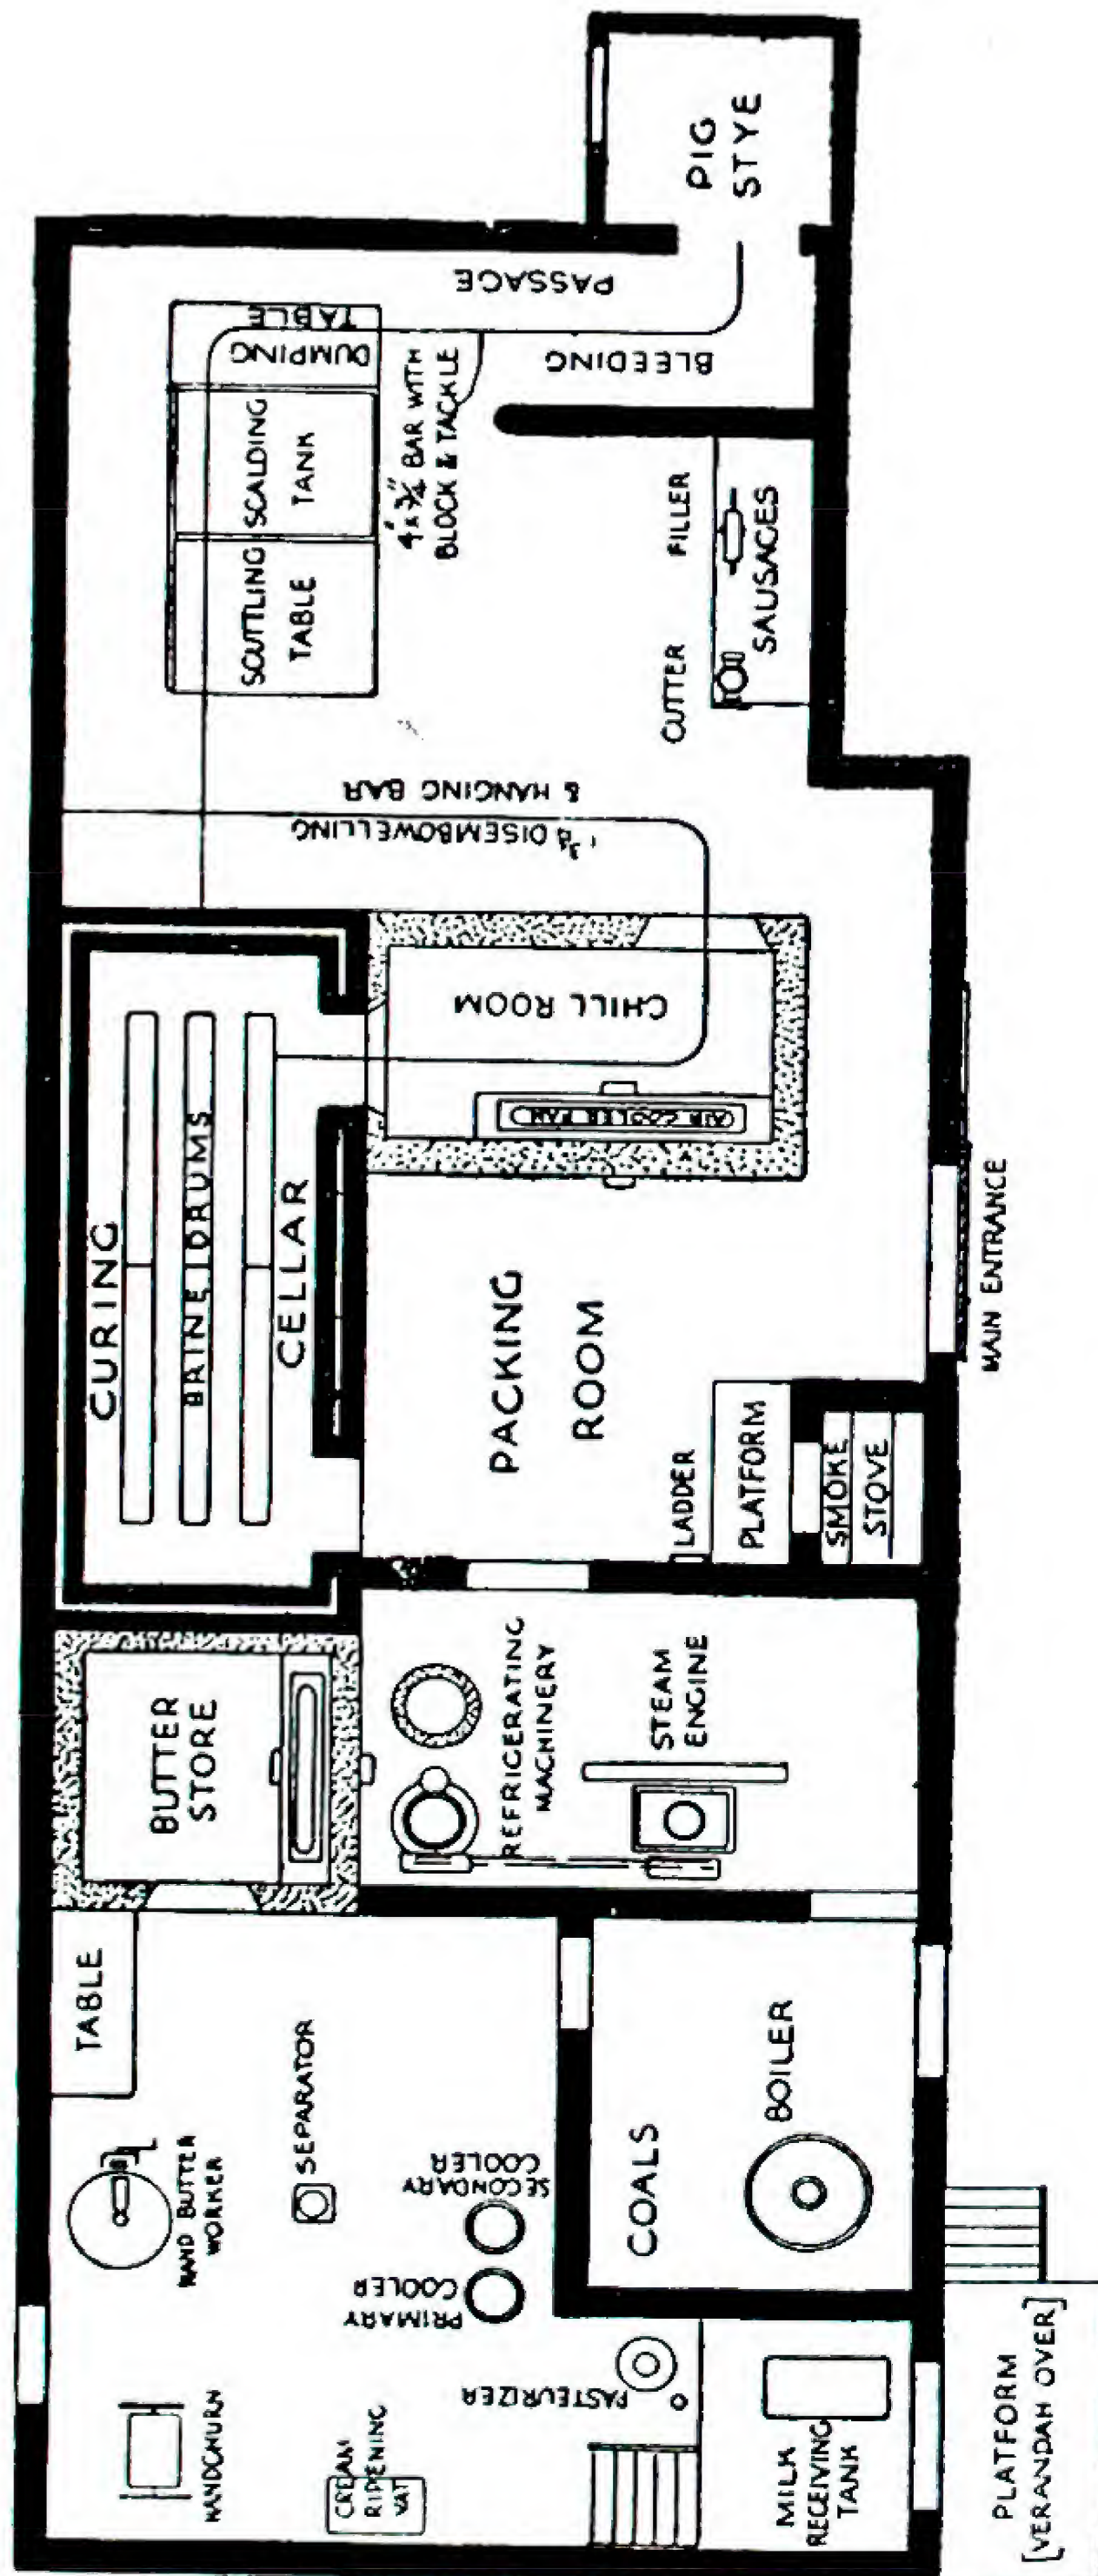 PIG
STYE
PASSAGE
BLEEDING
DUMPING
TABLE
SCALDING
TANK
SCUTTLING
TABLE
4" x 3/4" BAR WITH
BLOCK & TACKLE
FILLER
CUTTER
SAUSAGES
DISEMBOWELLING
& HANGING BAR
CHILL ROOM
AIR COOLER FAN
CURING
BRINE DRUMS
CELLAR
PACKING
ROOM
MAIN ENTRANCE
LADDER
PLATFORM
SMOKE
STOVE
BUTTER
STORE
REFRIGERATING
MACHINERY
STEAM
ENGINE
TABLE
HAND BUTTER
WORKER
SEPARATOR
SECONDARY
COOLER
PRIMARY
COOLER
COALS
BOILER
HANDCHURN
CREAM
RIPENING
VAT
PASTEURIZER
MILK
RECEIVING
TANK
PLATFORM
[VERANDAH OVER]